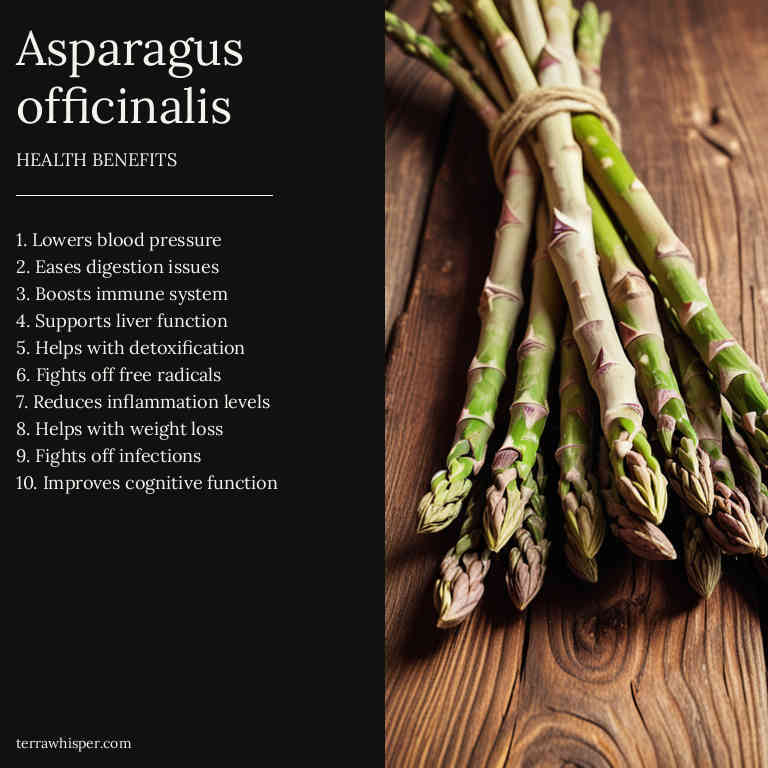 Asparagus
officinalis
HEALTH BENEFITS
1. Lowers blood pressure
2. Eases digestion issues
3. Boosts immune system
4. Supports liver function
5. Helps with detoxification
6. Fights off free radicals
7. Reduces inflammation levels
8. Helps with weight loss
9. Fights off infections
10. Improves cognitive function
terrawhisper.com